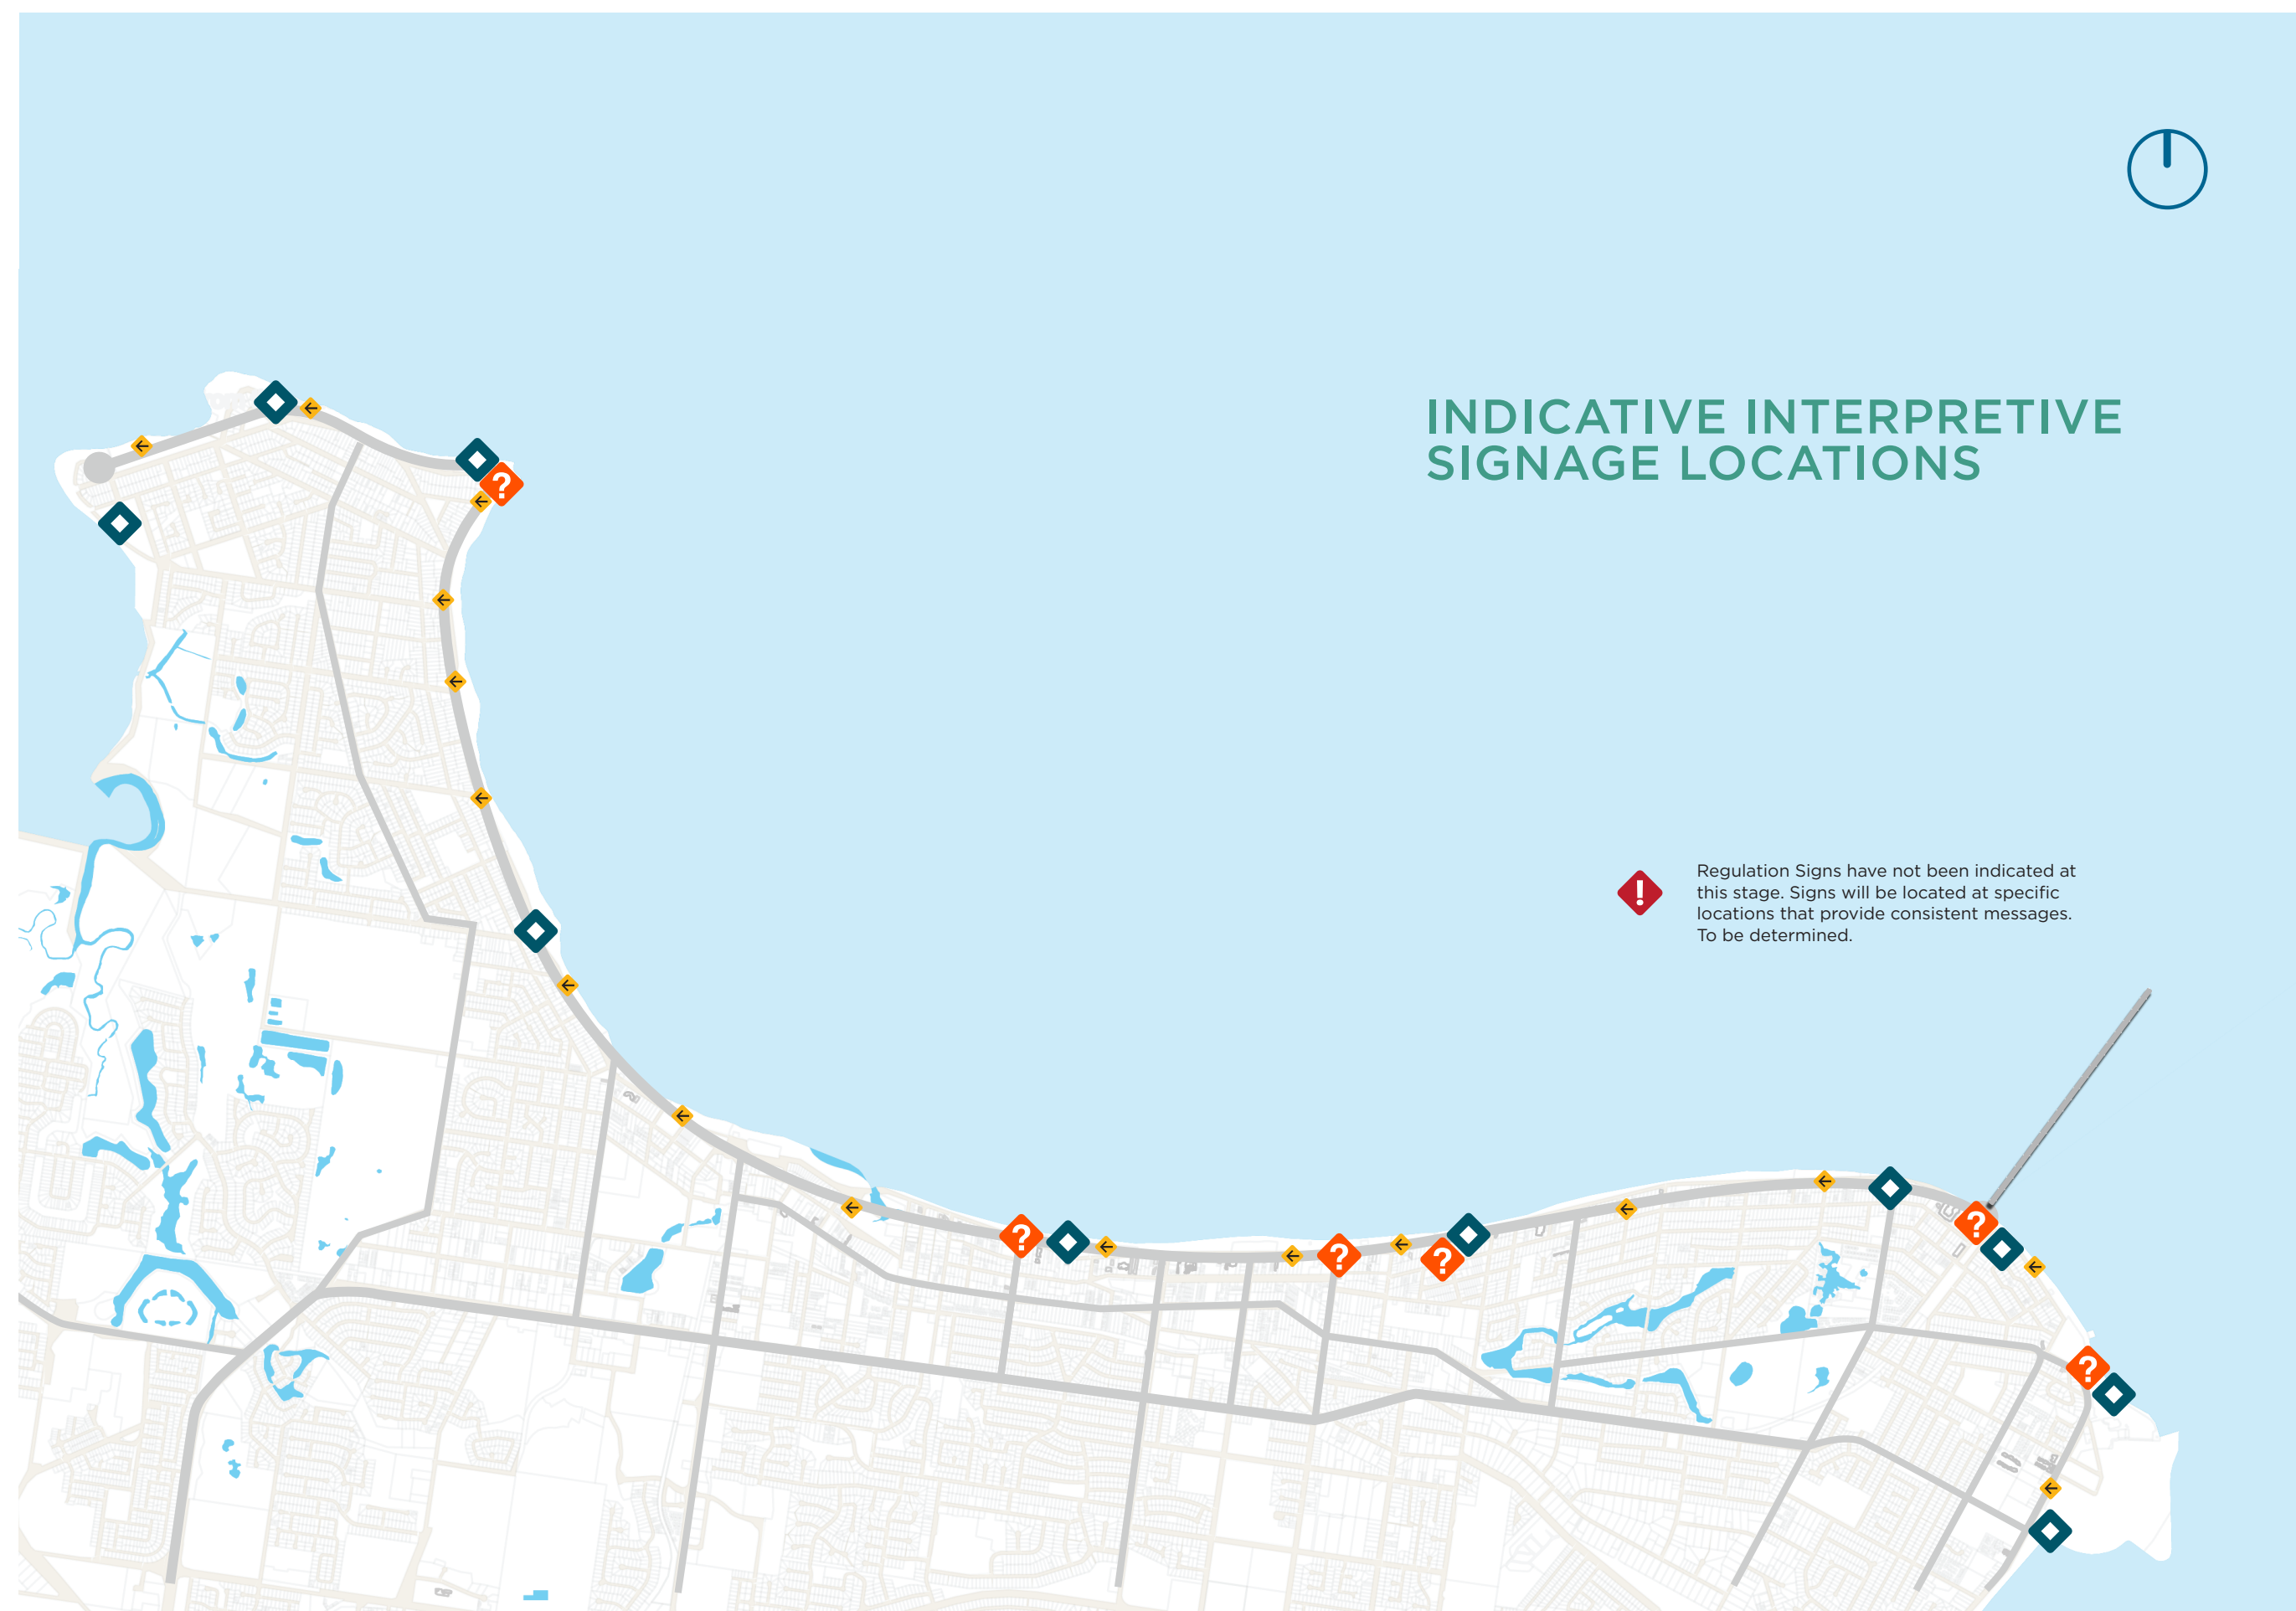 INDICATIVE INTERPRETIVE
SIGNAGE LOCATIONS
Regulation Signs have not been indicated at
this stage. Signs will be located at specific
locations that provide consistent messages.
To be determined.
!
?
?
?
?
?
?